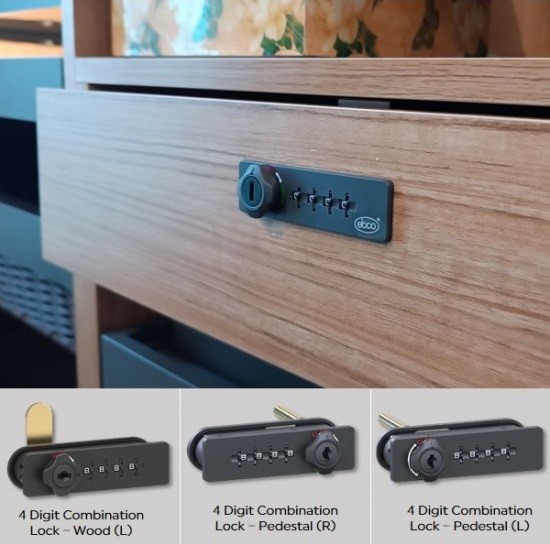 ebco
4 Digit Combination
Lock – Wood (L)
4 Digit Combination
Lock – Pedestal (R)
4 Digit Combination
Lock – Pedestal (L)